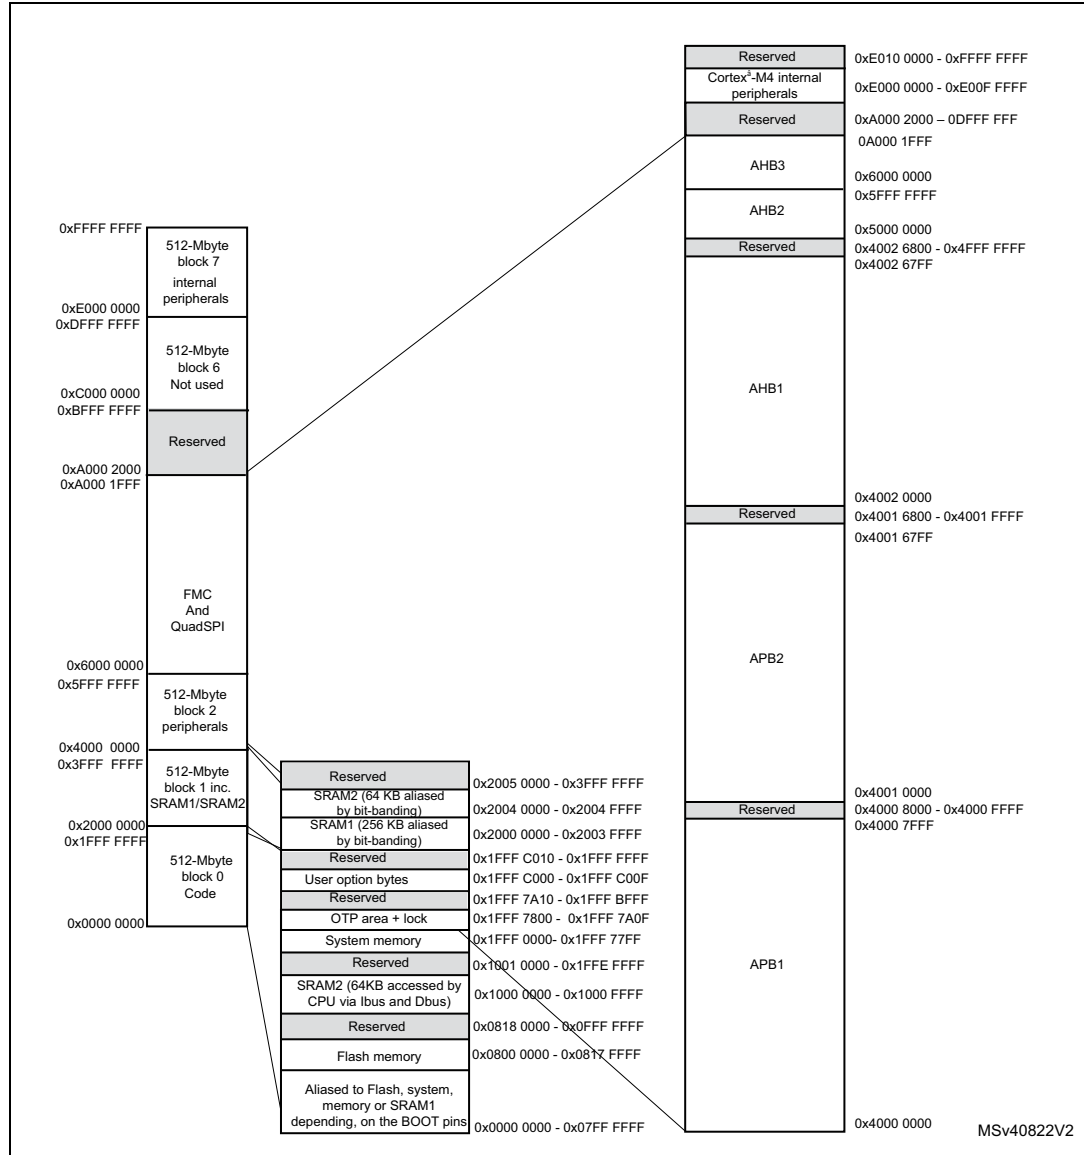 0xFFFF FFFF
512-Mbyte
block 7
internal
peripherals
0xE000 0000
0xDFFF FFFF
512-Mbyte
block 6
Not used
0xC000 0000
0xBFFF FFFF
Reserved
0xA000 2000
0xA000 1FFF
FMC
And
QuadSPI
0x6000 0000
0x5FFF FFFF
512-Mbyte
block 2
peripherals
0x4000 0000
0x3FFF FFFF
512-Mbyte
block 1 inc.
SRAM1/SRAM2
0x2000 0000
0x1FFF FFFF
512-Mbyte
block 0
Code
0x0000 0000
Reserved
0x2005 0000 - 0x3FFF FFFF
SRAM2 (64 KB aliased
by bit-banding)
0x2004 0000 - 0x2004 FFFF
SRAM1 (256 KB aliased
by bit-banding)
0x2000 0000 - 0x2003 FFFF
Reserved
0x1FFF C010 - 0x1FFF FFFF
User option bytes
0x1FFF C000 - 0x1FFF C00F
Reserved
0x1FFF 7A10 - 0x1FFF BFFF
OTP area + lock
0x1FFF 7800 - 0x1FFF 7A0F
System memory
0x1FFF 0000- 0x1FFF 77FF
Reserved
0x1001 0000 - 0x1FFE FFFF
SRAM2 (64KB accessed by
CPU via Ibus and Dbus)
0x1000 0000 - 0x1000 FFFF
Reserved
0x0818 0000 - 0x0FFF FFFF
Flash memory
0x0800 0000 - 0x0817 FFFF
Aliased to Flash, system,
memory or SRAM1
depending, on the BOOT pins
0x0000 0000 - 0x07FF FFFF
Reserved
0xE010 0000 - 0xFFFF FFFF
Cortex®-M4 internal
peripherals
0xE000 0000 - 0xE00F FFFF
Reserved
0xA000 2000 – 0DFFF FFF
0A000 1FFF
AHB3
0x6000 0000
0x5FFF FFFF
AHB2
0x5000 0000
Reserved
0x4002 6800 - 0x4FFF FFFF
0x4002 67FF
AHB1
0x4002 0000
Reserved
0x4001 6800 - 0x4001 FFFF
0x4001 67FF
APB2
0x4001 0000
Reserved
0x4000 8000 - 0x4000 FFFF
0x4000 7FFF
APB1
0x4000 0000
MSv40822V2